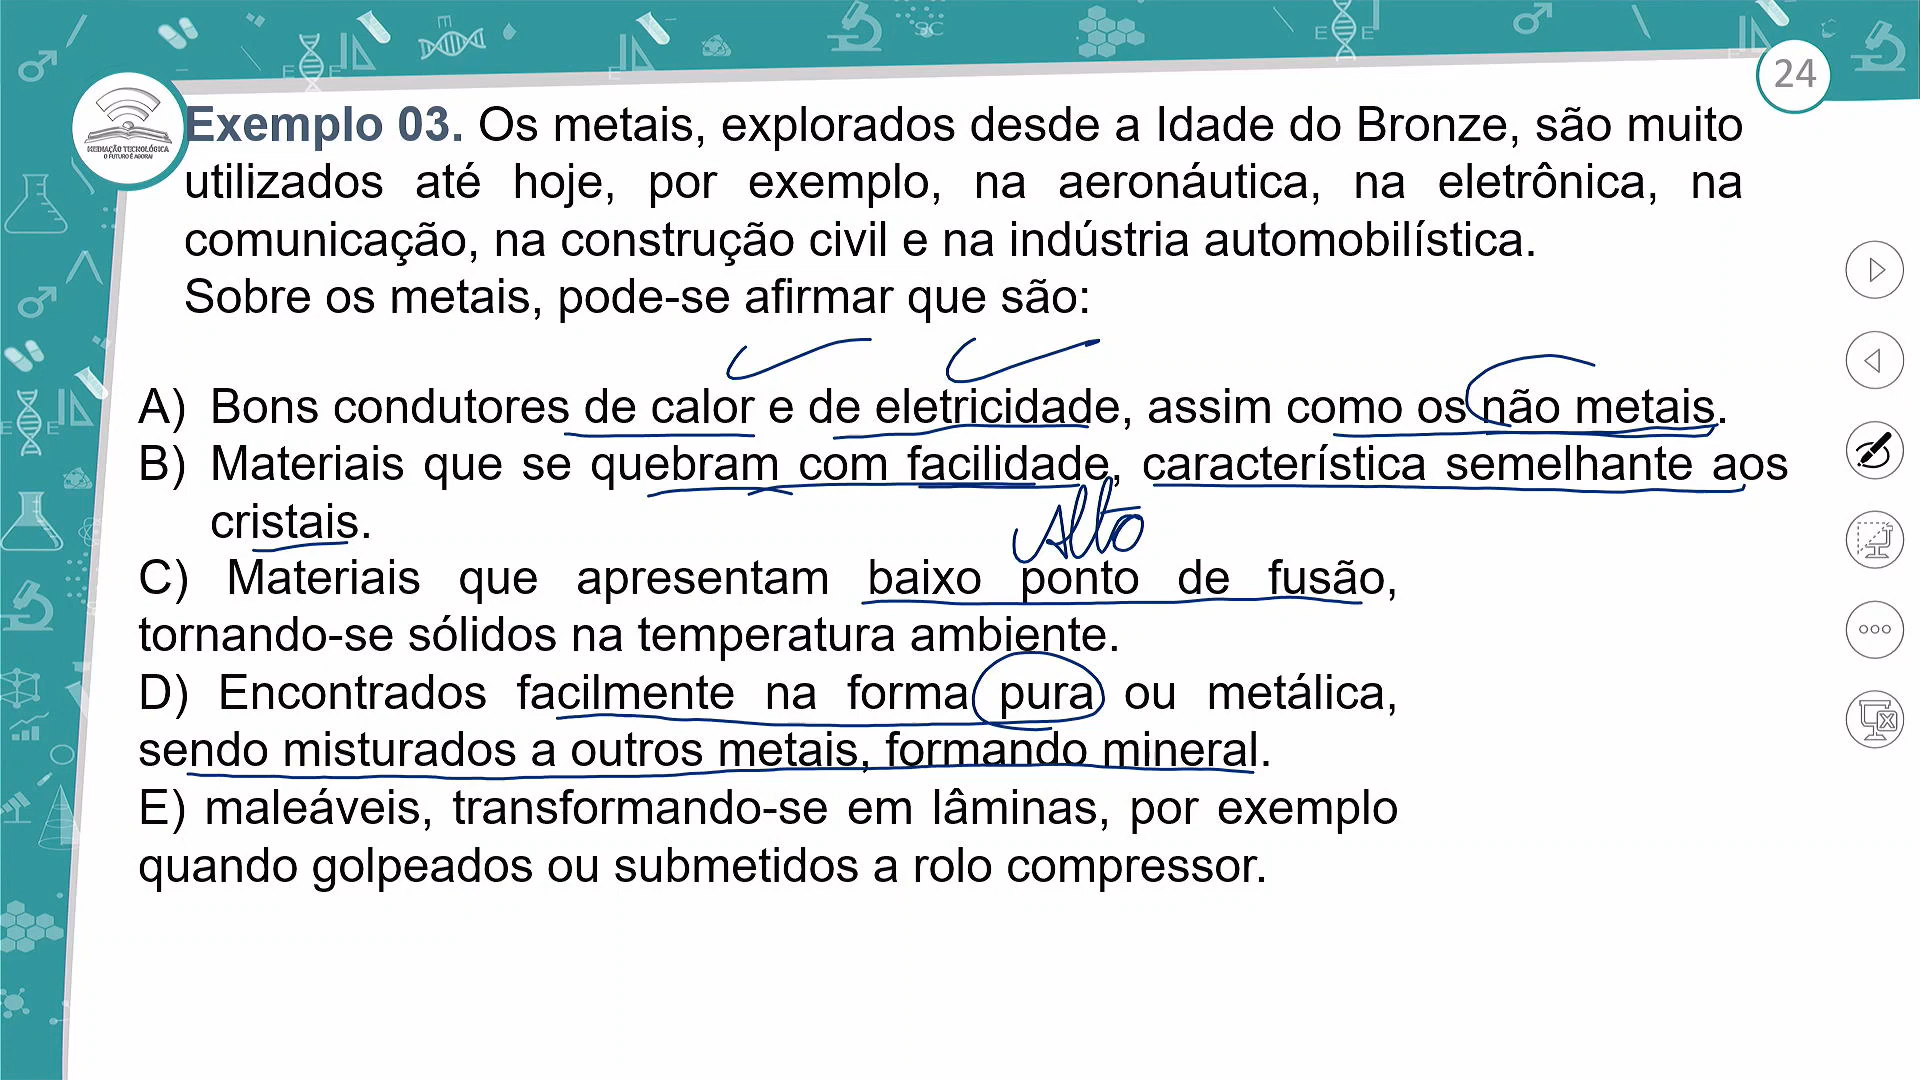 24
MEDIAÇÃO TECNOLÓGICA
O FUTURO É AGORA!
Exemplo 03. Os metais, explorados desde a Idade do Bronze, são muito
utilizados até hoje, por exemplo, na aeronáutica, na eletrônica, na
comunicação, na construção civil e na indústria automobilística.
Sobre os metais, pode-se afirmar que são:
A) Bons condutores de calor e de eletricidade, assim como os não metais.
B) Materiais que se quebram com facilidade, característica semelhante aos
cristais.
Alto
C) Materiais que apresentam baixo ponto de fusão,
tornando-se sólidos na temperatura ambiente.
D) Encontrados facilmente na forma pura ou metálica,
sendo misturados a outros metais, formando mineral.
E) maleáveis, transformando-se em lâminas, por exemplo
quando golpeados ou submetidos a rolo compressor.